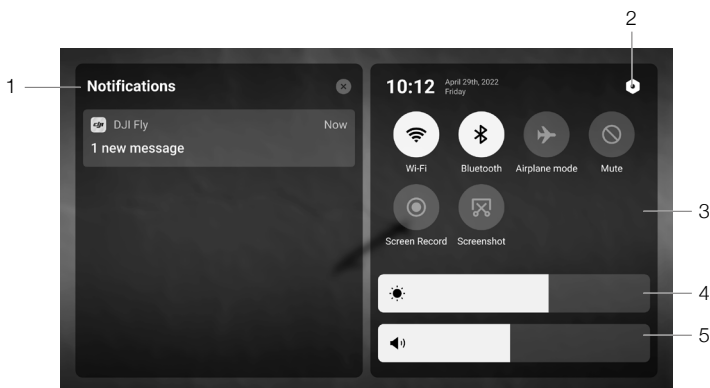 2
1
Notifications
dji DJI Fly Now
1 new message
10:12 April 29th, 2022
Friday
Wi-Fi Bluetooth Airplane mode Mute
3
Screen Record Screenshot
4
5